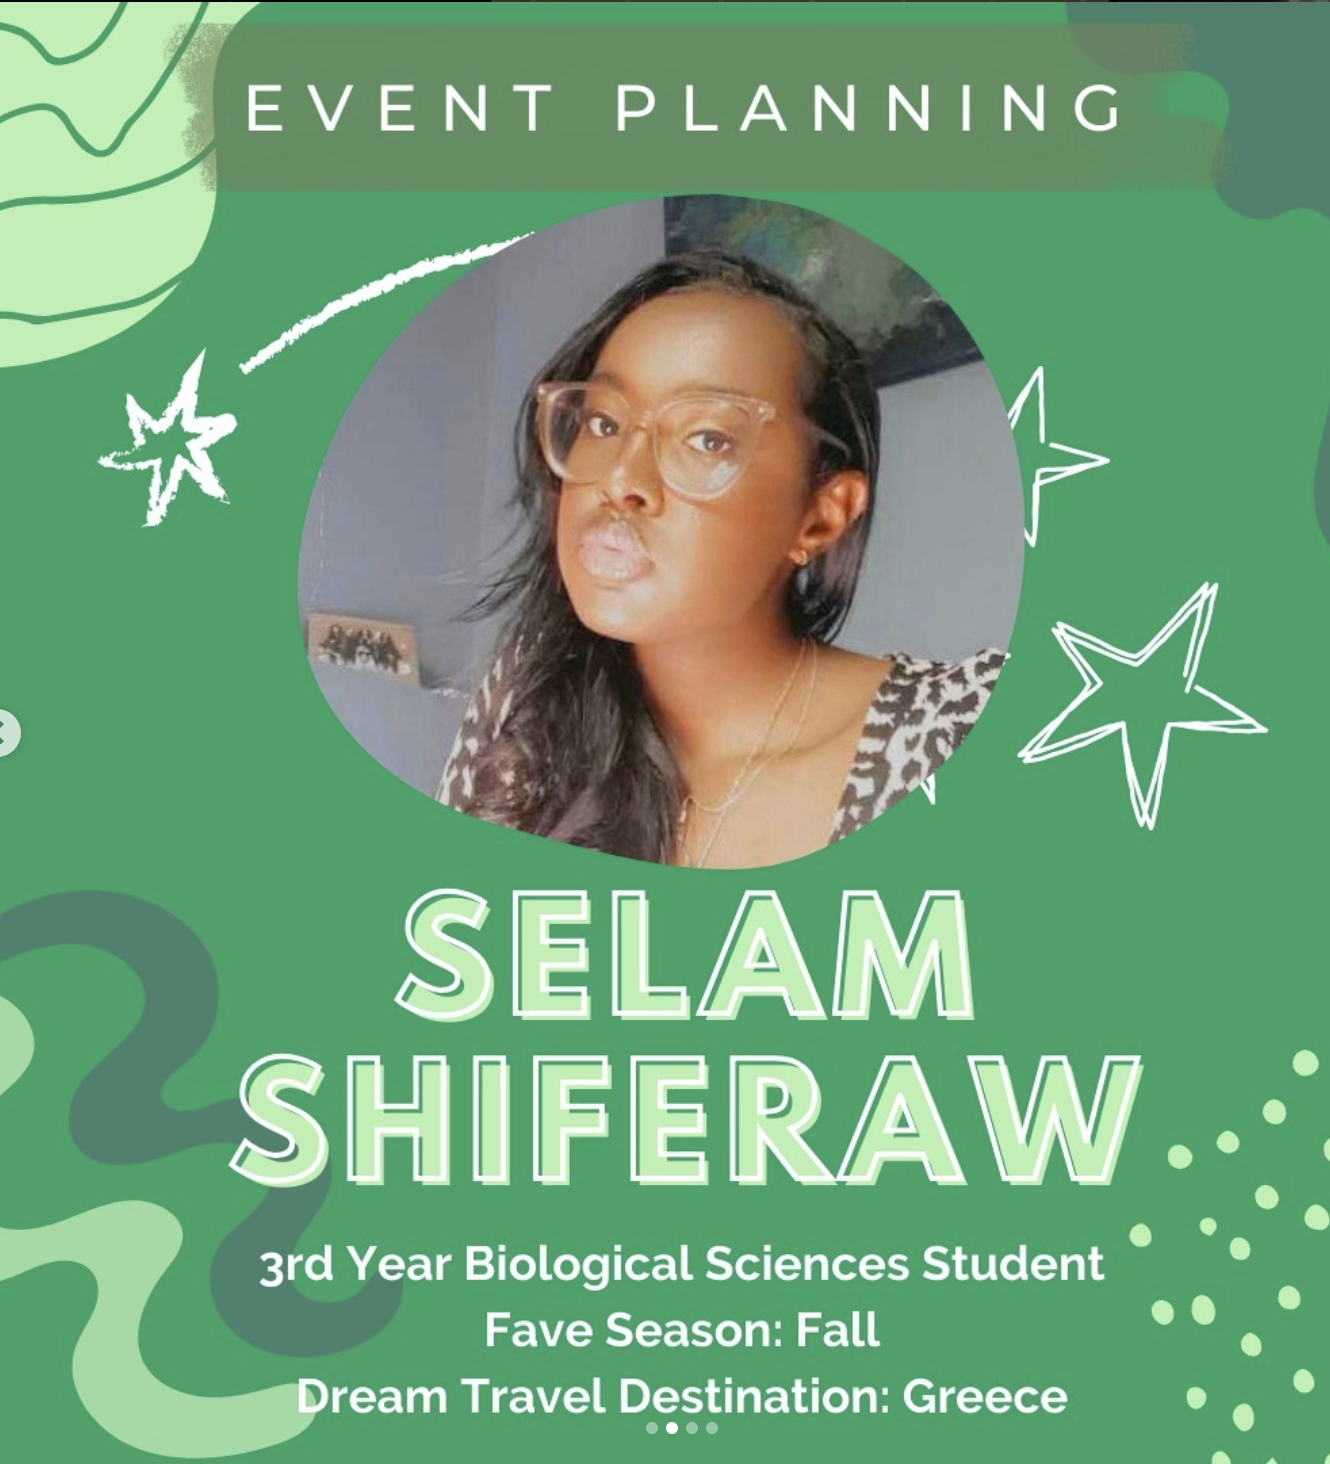 EVENT PLANNING
SELAM
SHIFERAW
3rd Year Biological Sciences Student
Fave Season: Fall
Dream Travel Destination: Greece